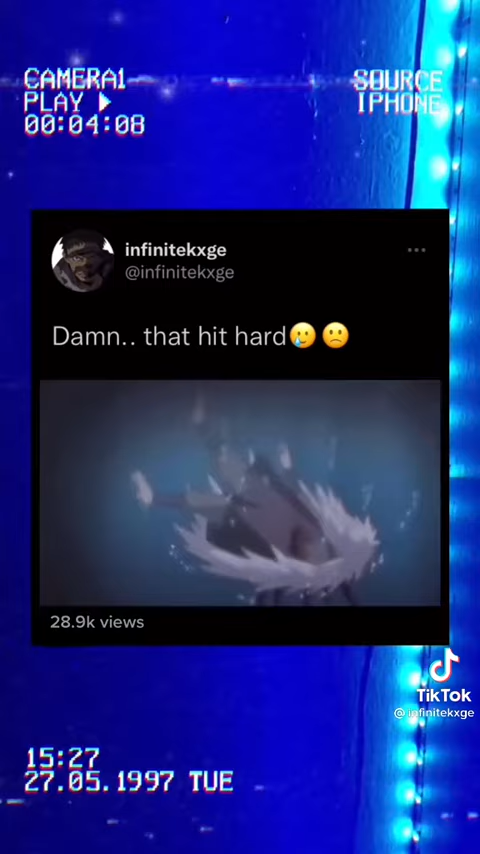 CAMERA1
PLAY ▶
00:04:08
SOURCE
IPHONE
infinitekxge
@infinitekxge
Damn.. that hit hard🥲🙁
28.9k views
TikTok
@infinitekxge
15:27
27.05.1997 TUE